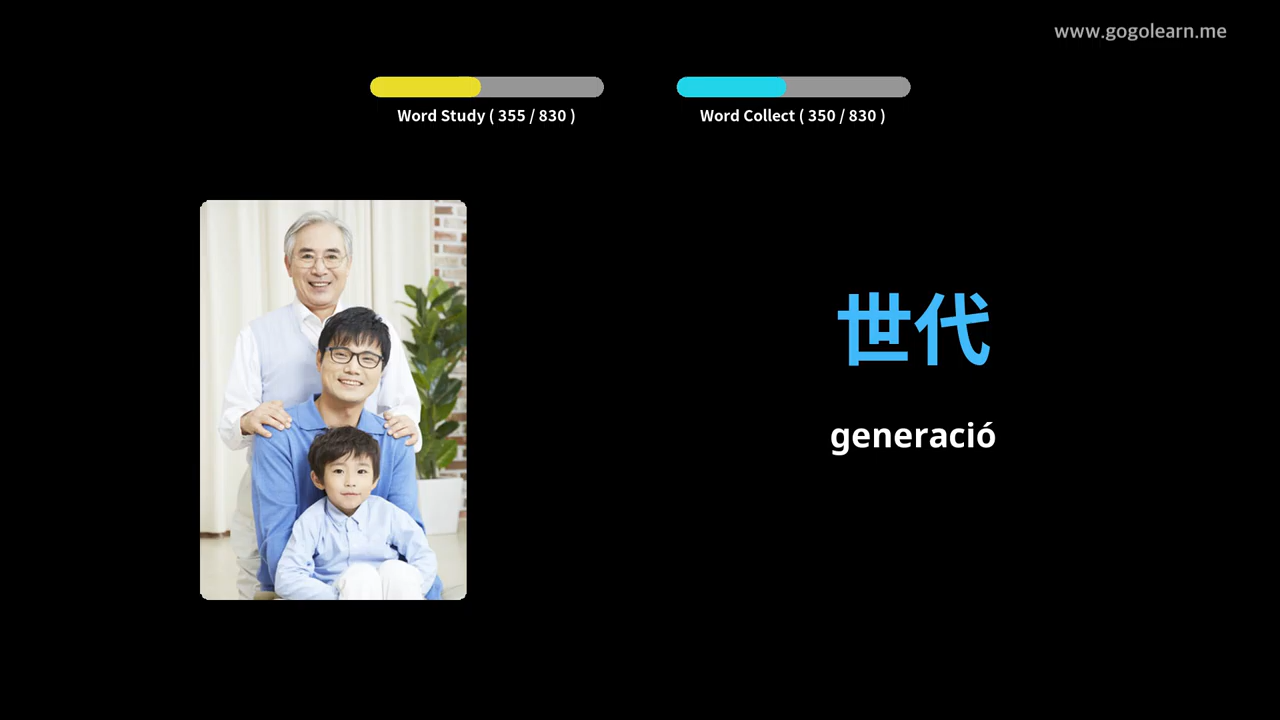 www.gogolearn.me
Word Study ( 355 / 830 )
Word Collect ( 350 / 830 )
世代
generació